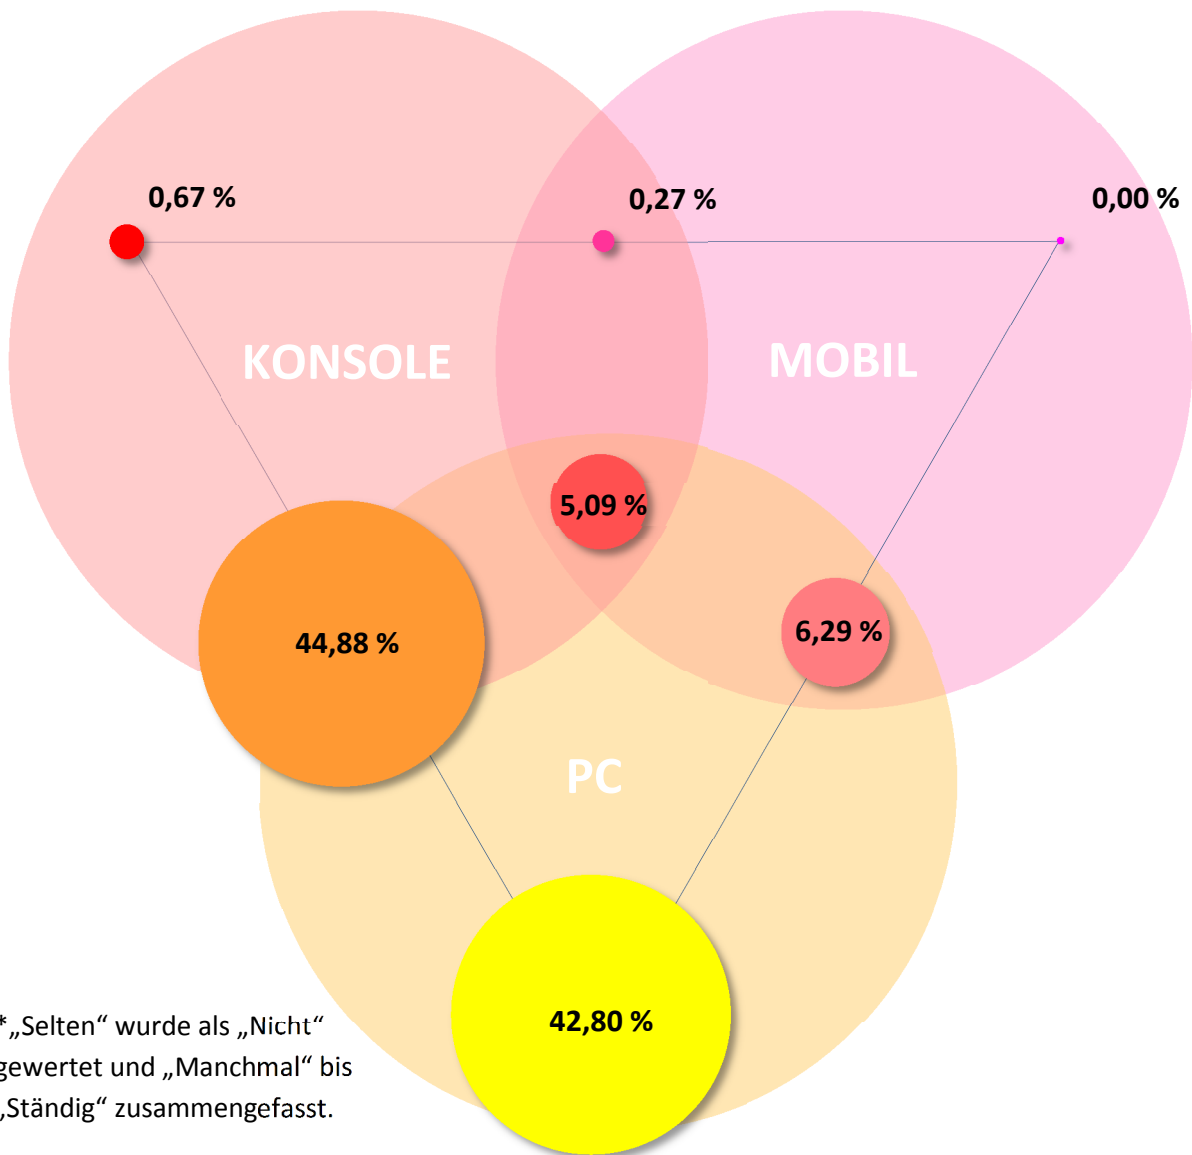 0,67 %
0,27 %
0,00 %
KONSOLE
MOBIL
5,09 %
44,88 %
6,29 %
PC
42,80 %
*„Selten“ wurde als „Nicht“
gewertet und „Manchmal“ bis
„Ständig“ zusammengefasst.